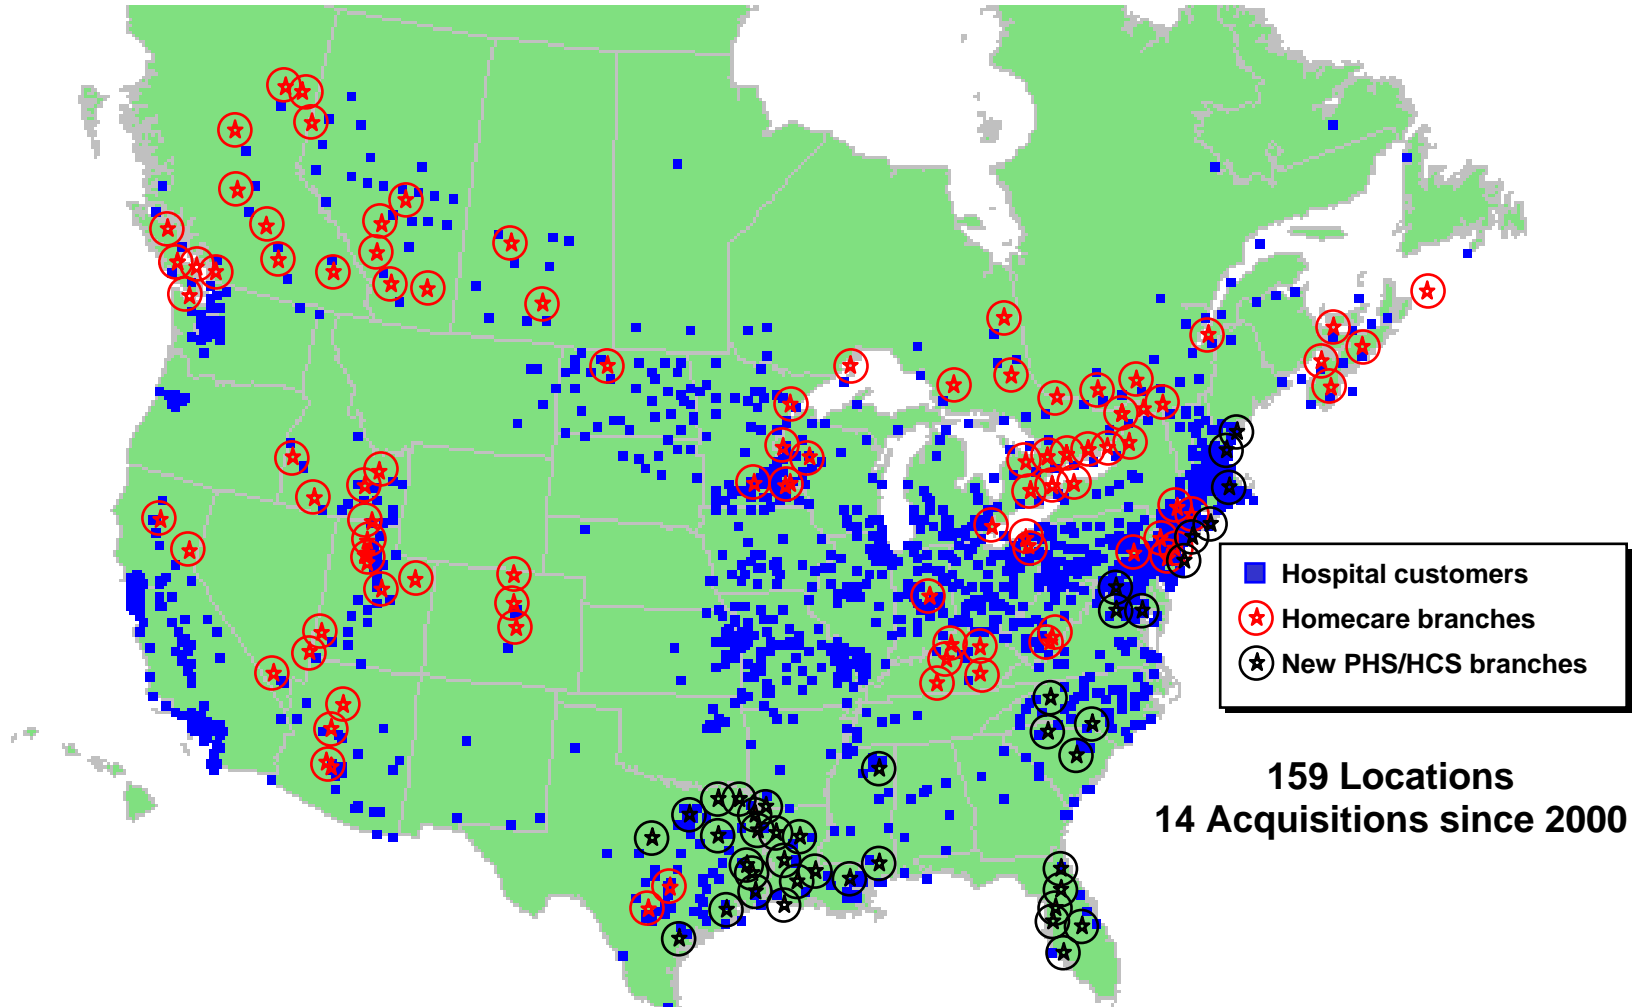 Hospital customers
Homecare branches
New PHS/HCS branches
159 Locations
14 Acquisitions since 2000